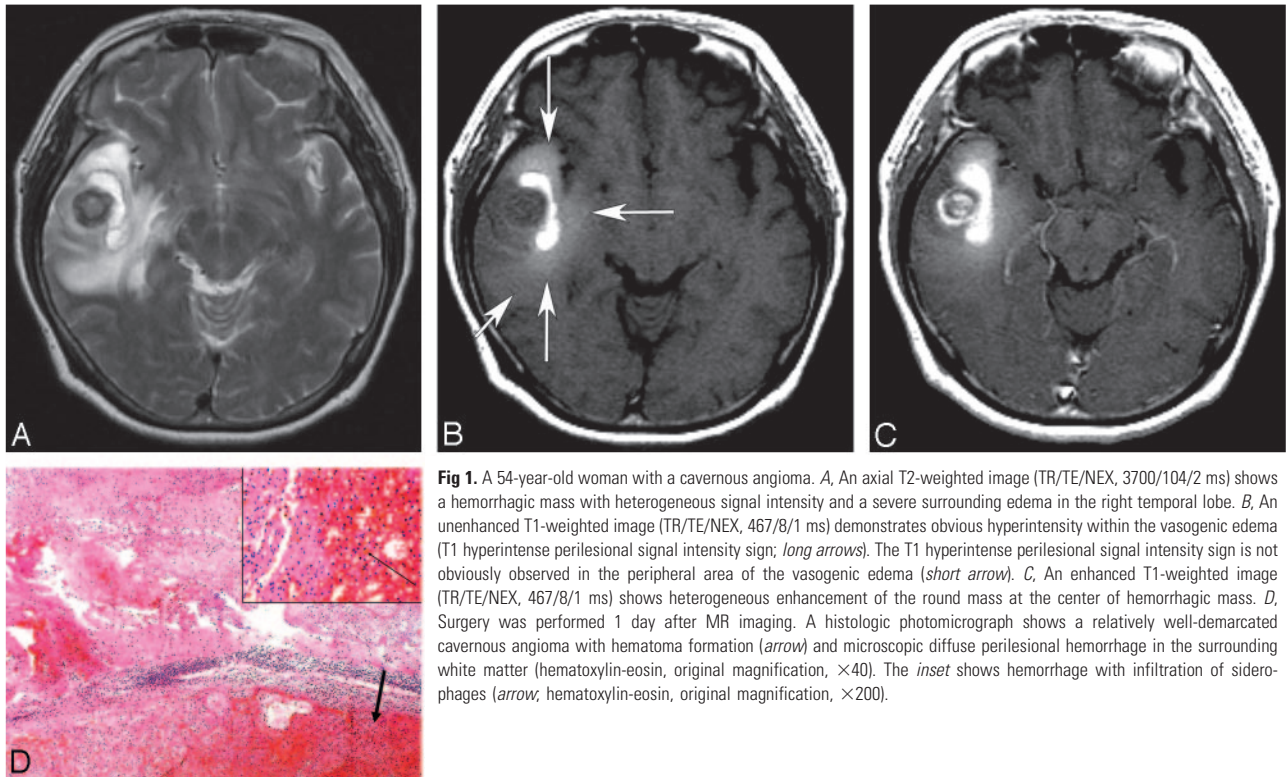 A
B
C
D
Fig 1. A 54-year-old woman with a cavernous angioma. A, An axial T2-weighted image (TR/TE/NEX, 3700/104/2 ms) shows
a hemorrhagic mass with heterogeneous signal intensity and a severe surrounding edema in the right temporal lobe. B, An
unenhanced T1-weighted image (TR/TE/NEX, 467/8/1 ms) demonstrates obvious hyperintensity within the vasogenic edema
(T1 hyperintense perilesional signal intensity sign; long arrows). The T1 hyperintense perilesional signal intensity sign is not
obviously observed in the peripheral area of the vasogenic edema (short arrow). C, An enhanced T1-weighted image
(TR/TE/NEX, 467/8/1 ms) shows heterogeneous enhancement of the round mass at the center of hemorrhagic mass. D,
Surgery was performed 1 day after MR imaging. A histologic photomicrograph shows a relatively well-demarcated
cavernous angioma with hematoma formation (arrow) and microscopic diffuse perilesional hemorrhage in the surrounding
white matter (hematoxylin-eosin, original magnification, ×40). The inset shows hemorrhage with infiltration of sidero-
phages (arrow; hematoxylin-eosin, original magnification, ×200).